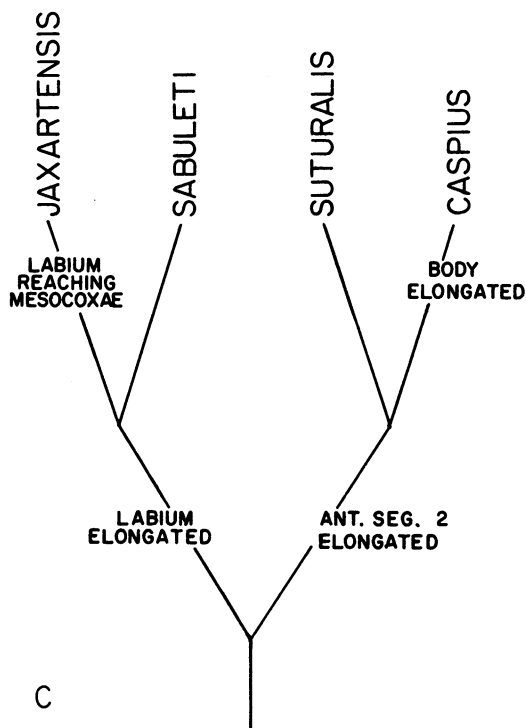 JAXARTENSIS
SABULETI
SUTURALIS
CASPIUS
LABIUM
REACHING
MESOCOXAE
BODY
ELONGATED
LABIUM
ELONGATED
ANT. SEG. 2
ELONGATED
C